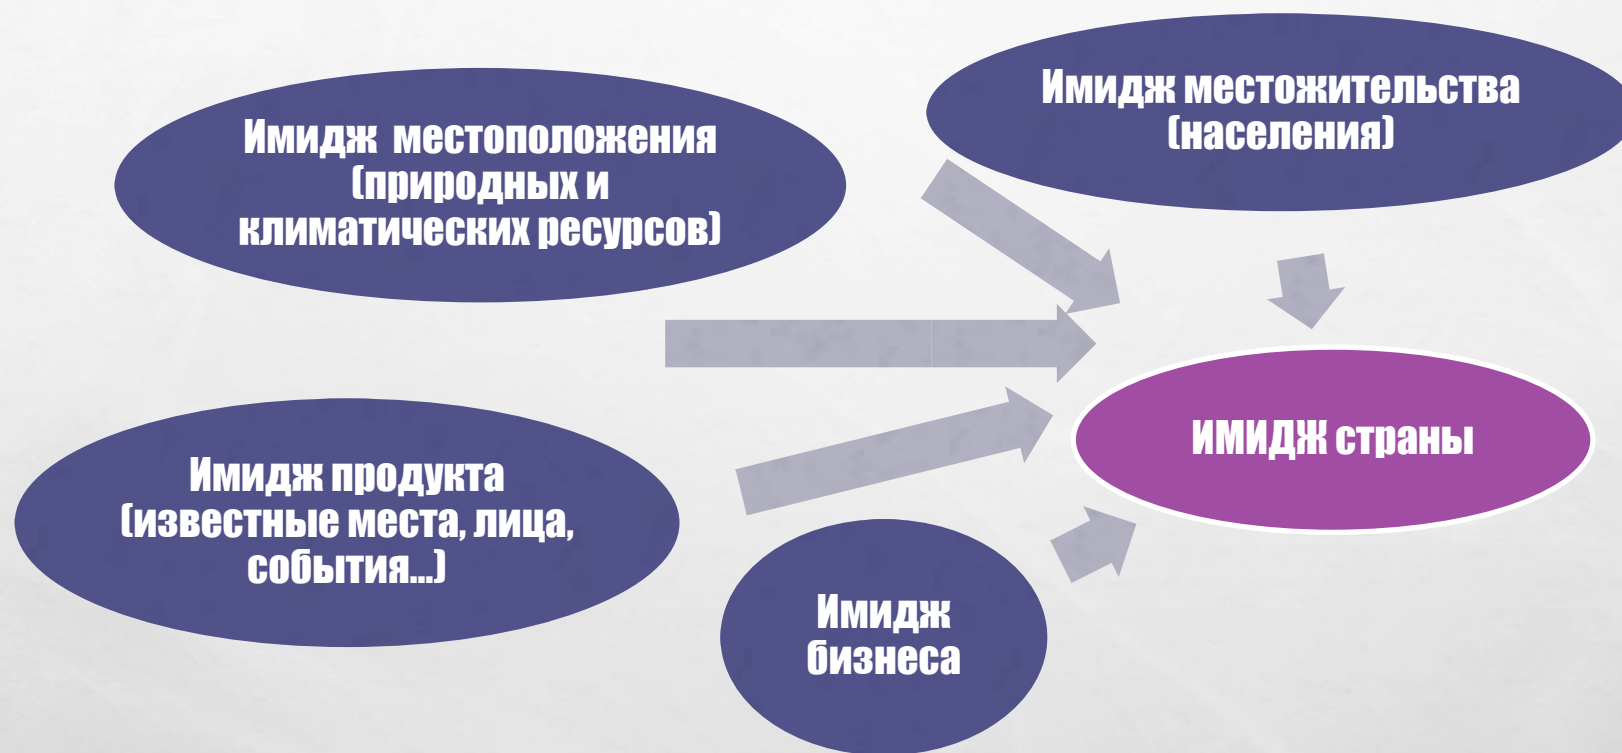 Имидж местоположения
(природных и
климатических ресурсов)
Имидж местожительства
(населения)
ИМИДЖ страны
Имидж продукта
(известные места, лица,
события...)
Имидж
бизнеса